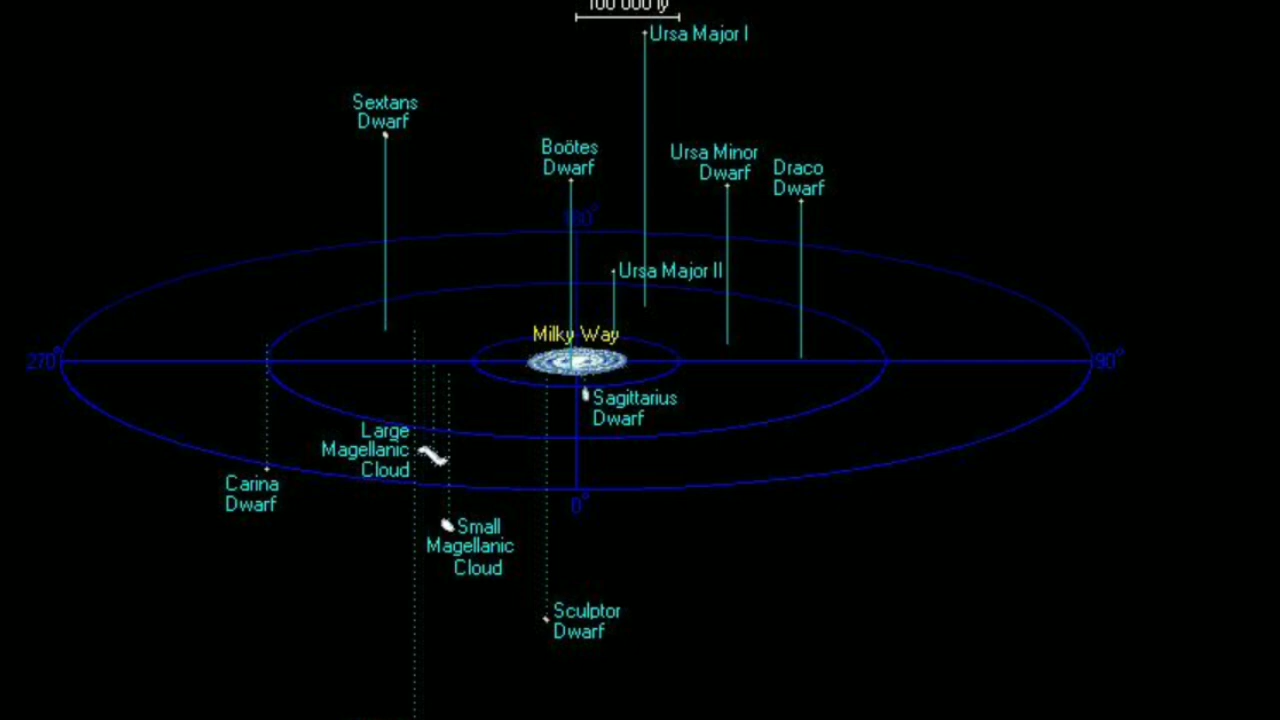 100 000 ly
Ursa Major I
Sextans
Dwarf
Boötes
Dwarf
Ursa Minor
Dwarf
Draco
Dwarf
180°
Ursa Major II
Milky Way
270°
90°
Sagittarius
Dwarf
Large
Magellanic
Cloud
Carina
Dwarf
0°
Small
Magellanic
Cloud
Sculptor
Dwarf